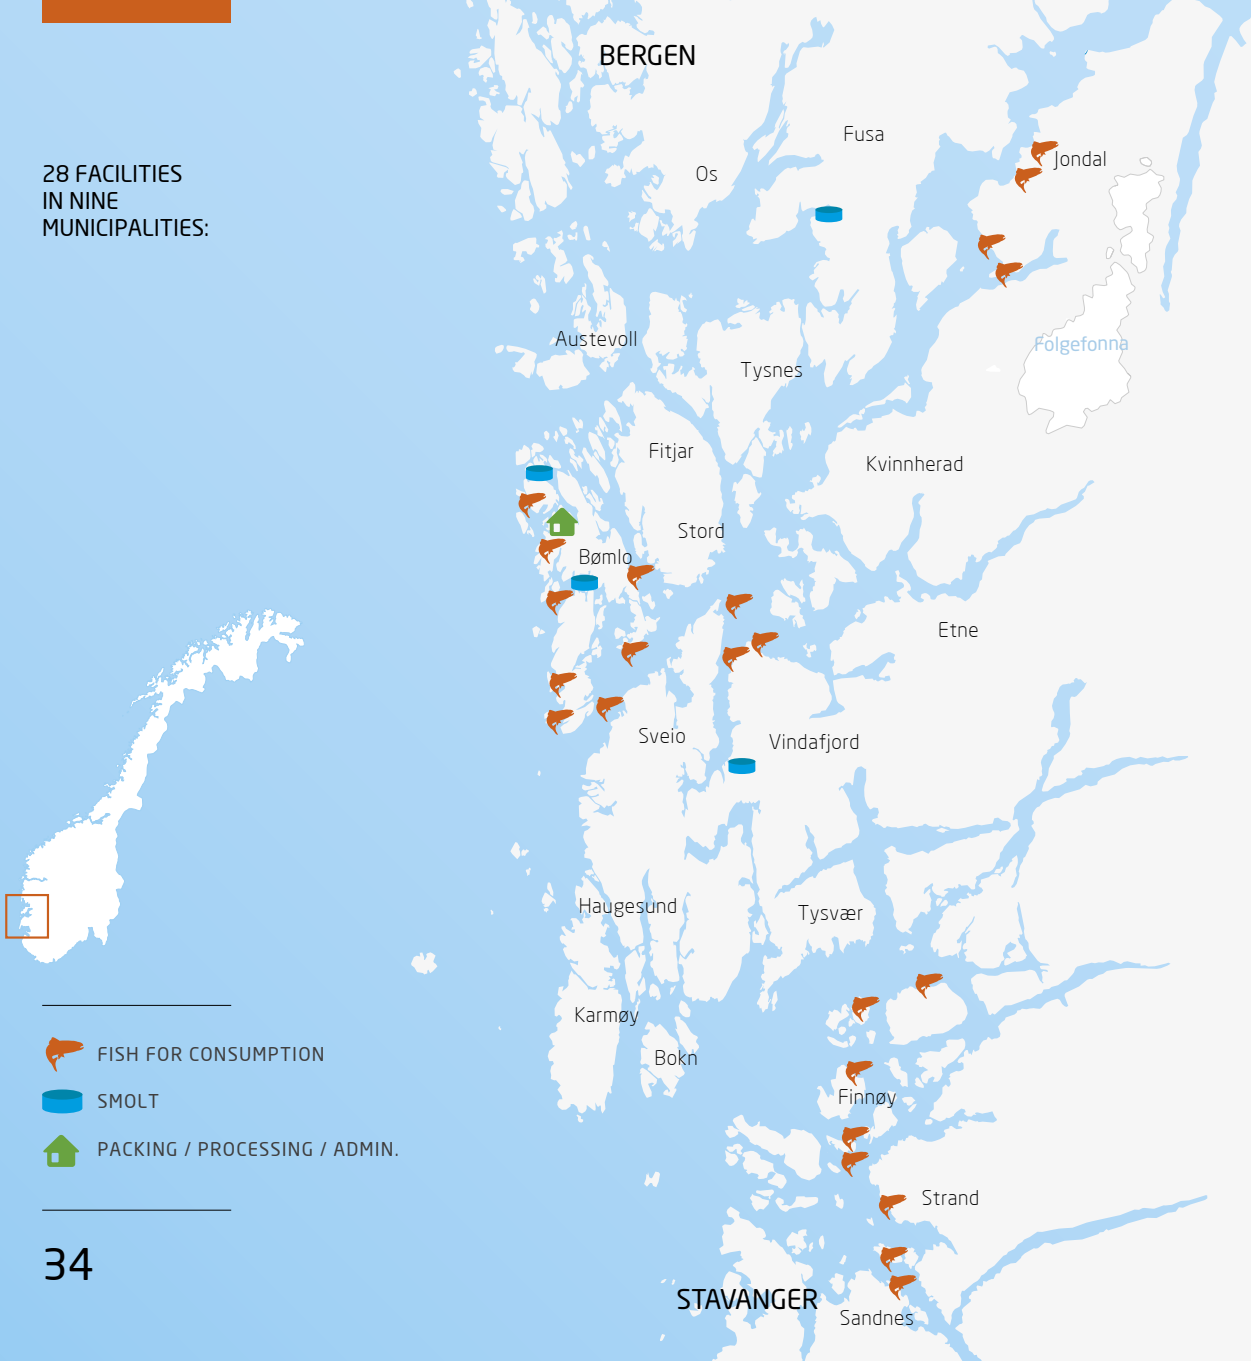 28 FACILITIES
IN NINE
MUNICIPALITIES:
BERGEN
Fusa
Jondal
Os
Austevoll
Folgefonna
Tysnes
Fitjar
Kvinnherad
Stord
Bømlo
Etne
Sveio
Vindafjord
Haugesund
Tysvær
Karmøy
Bokn
Finnøy
Strand
STAVANGER
Sandnes
FISH FOR CONSUMPTION
SMOLT
PACKING / PROCESSING / ADMIN.
34